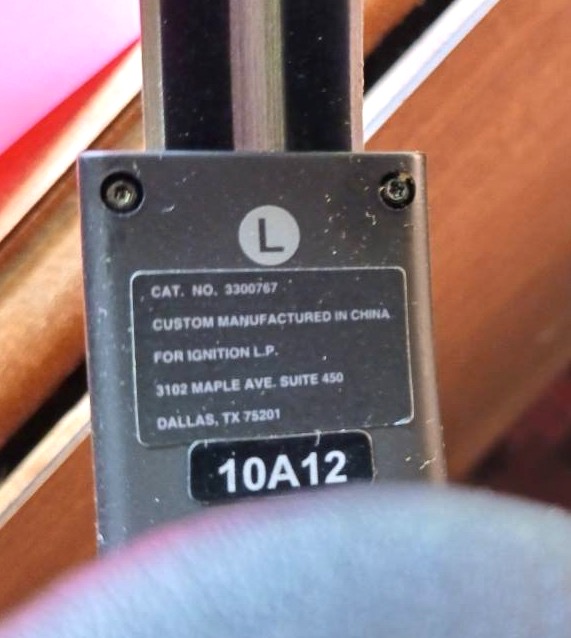 L
CAT. NO. 3300767
CUSTOM MANUFACTURED IN CHINA
FOR IGNITION L.P.
3102 MAPLE AVE. SUITE 450
DALLAS, TX 75201
10A12